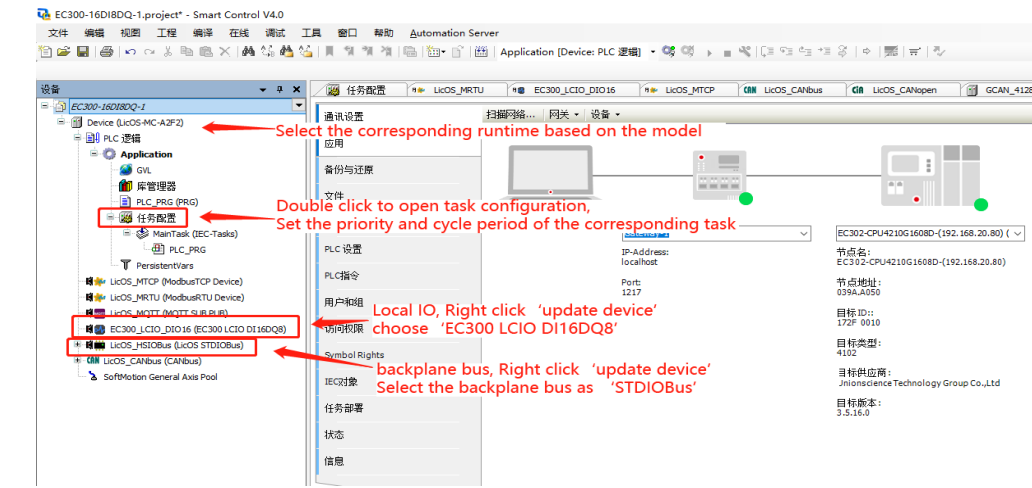 EC300-16DI8DQ-1.project* - Smart Control V4.0
文件 编辑 视图 工程 编译 在线 调试 工具 窗口 帮助 Automation Server
Application [Device: PLC 逻辑]
设备
任务配置 LicOS_MRTU EC300_LCIO_DIO16 LicOS_MTCP LicOS_CANbus LicOS_CANopen GCAN_4128
EC300-16DI8DQ-1
Device (LicOS-MC-A2F2)
PLC 逻辑
Application
GVL
库管理器
PLC_PRG (PRG)
任务配置
MainTask (IEC-Tasks)
PLC_PRG
PersistentVars
LicOS_MTCP (ModbusTCP Device)
LicOS_MRTU (ModbusRTU Device)
LicOS_MQTT (MQTT SUB PUB)
EC300_LCIO_DIO16 (EC300 LCIO DI16DQ8)
LicOS_HSIOBus (LicOS STDIOBus)
LicOS_CANbus (CANbus)
SoftMotion General Axis Pool
Select the corresponding runtime based on the model
Double click to open task configuration,
Set the priority and cycle period of the corresponding task
Local IO, Right click ‘update device’
choose ‘EC300 LCIO DI16DQ8’
backplane bus, Right click ‘update device’
Select the backplane bus as ‘STDIOBus’
通讯设置
应用
备份与还原
文件
PLC 设置
PLC指令
用户和组
访问权限
Symbol Rights
IEC对象
任务部署
状态
信息
扫描网络... 网关 设备
Gateway-1
IP-Address:
localhost
Port:
1217
EC302-CPU4210G1608D-(192.168.20.80) (
节点名:
EC302-CPU4210G1608D-(192.168.20.80)
节点地址:
039A.A050
目标ID::
172F 0010
目标类型:
4102
目标供应商:
Jnionscience Technology Group Co.,Ltd
目标版本:
3.5.16.0